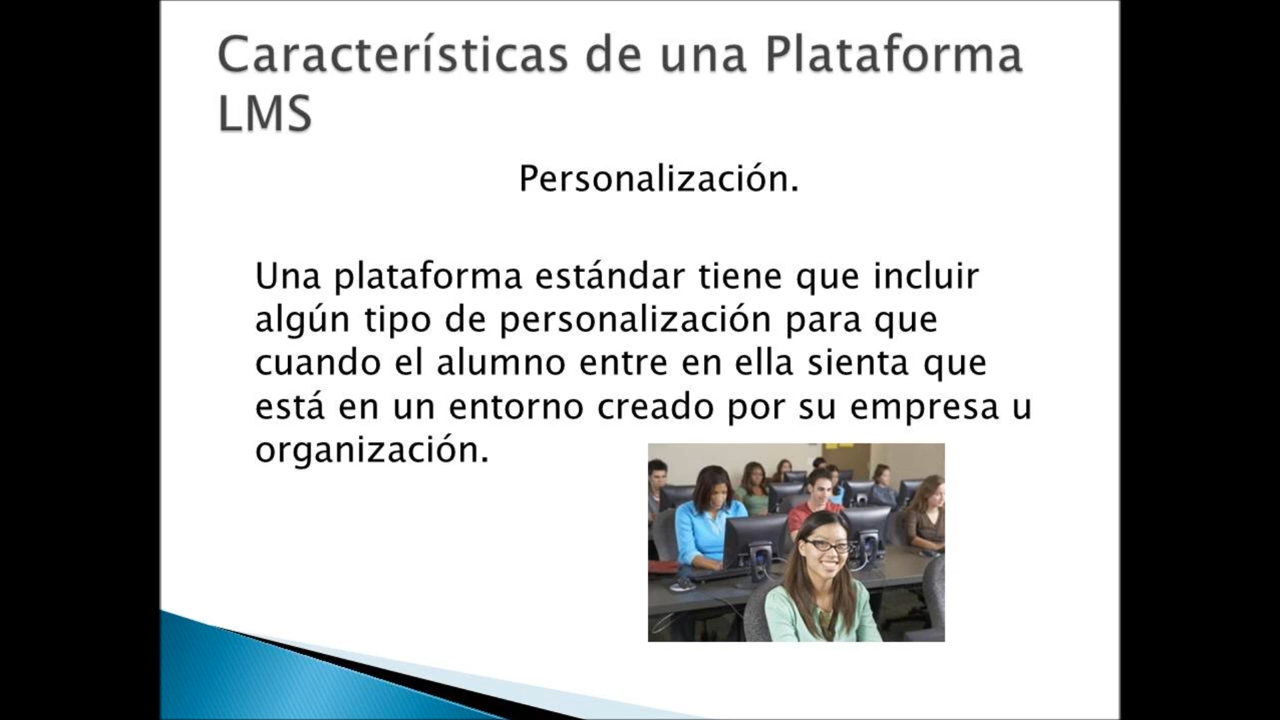 Características de una Plataforma
LMS
Personalización.
Una plataforma estándar tiene que incluir
algún tipo de personalización para que
cuando el alumno entre en ella sienta que
está en un entorno creado por su empresa u
organización.